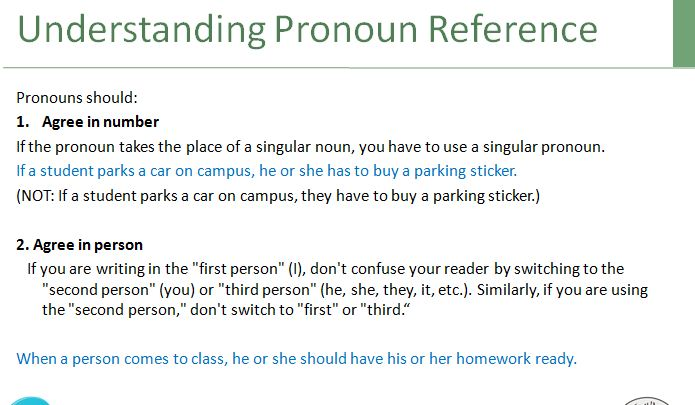 Understanding Pronoun Reference
Pronouns should:
1. Agree in number
If the pronoun takes the place of a singular noun, you have to use a singular pronoun.
If a student parks a car on campus, he or she has to buy a parking sticker.
(NOT: If a student parks a car on campus, they have to buy a parking sticker.)
2. Agree in person
If you are writing in the "first person" (I), don't confuse your reader by switching to the
"second person" (you) or "third person" (he, she, they, it, etc.). Similarly, if you are using
the "second person," don't switch to "first" or "third.“
When a person comes to class, he or she should have his or her homework ready.